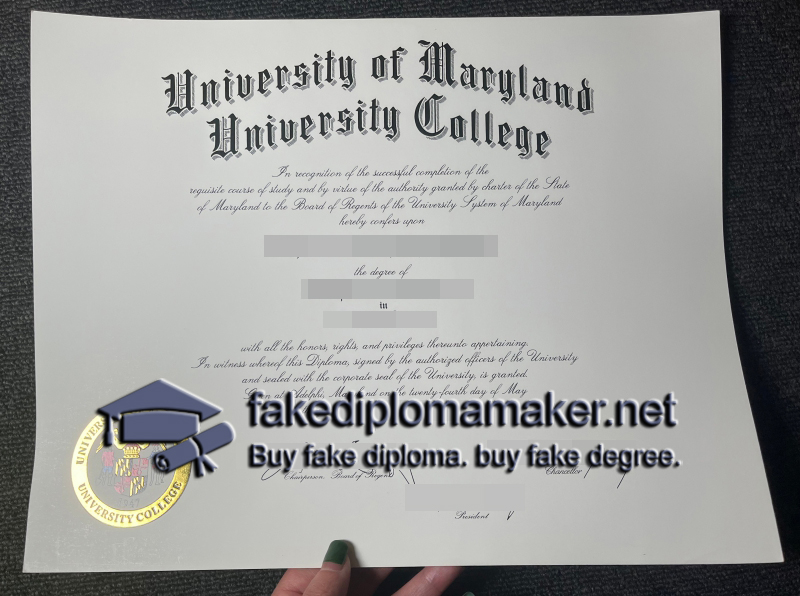 University of Maryland
University College
In recognition of the successful completion of the
requisite course of study and by virtue of the authority granted by charter of the State
of Maryland to the Board of Regents of the University System of Maryland
hereby confers upon
the degree of
in
with all the honors, rights, and privileges thereunto appertaining.
In witness whereof this Diploma, signed by the authorized officers of the University
and sealed with the corporate seal of the University, is granted.
Given at Adelphi, Maryland on the twenty-fourth day of May
fakediplomamaker.net
Buy fake diploma. buy fake degree.
Chairperson, Board of Regents
Chancellor
President
UNIVERSITY COLLEGE